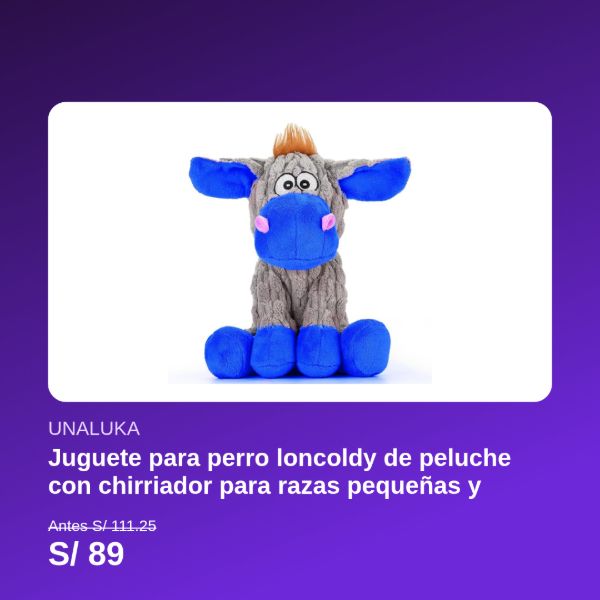 UNALUKA
Juguete para perro loncoldy de peluche
con chirriador para razas pequeñas y
Antes S/ 111.25
S/ 89